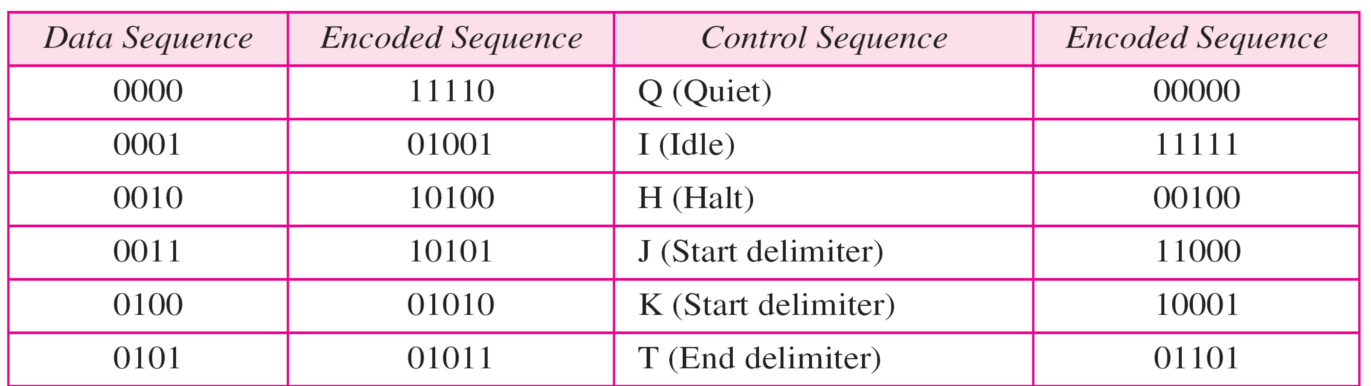 Data Sequence Encoded Sequence Control Sequence Encoded Sequence
0000 11110 Q (Quiet) 00000
0001 01001 I (Idle) 11111
0010 10100 H (Halt) 00100
0011 10101 J (Start delimiter) 11000
0100 01010 K (Start delimiter) 10001
0101 01011 T (End delimiter) 01101